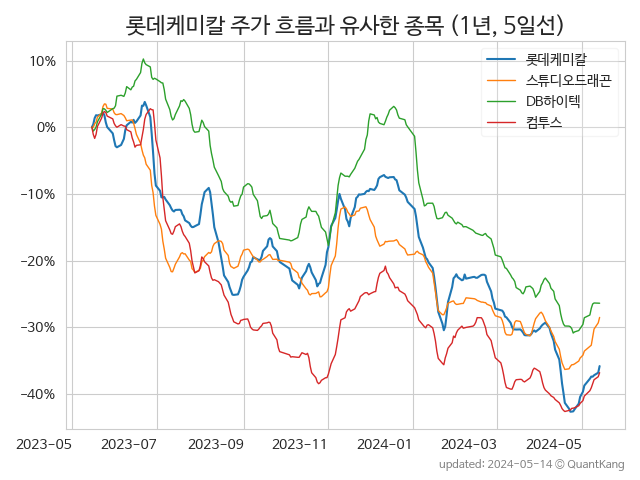 롯데케미칼 주가 흐름과 유사한 종목 (1년, 5일선)
롯데케미칼
스튜디오드래곤
DB하이텍
컴투스
10%
0%
−10%
−20%
−30%
−40%
2023−05
2023−07
2023−09
2023−11
2024−01
2024−03
2024−05
updated: 2024−05−14 © QuantKang